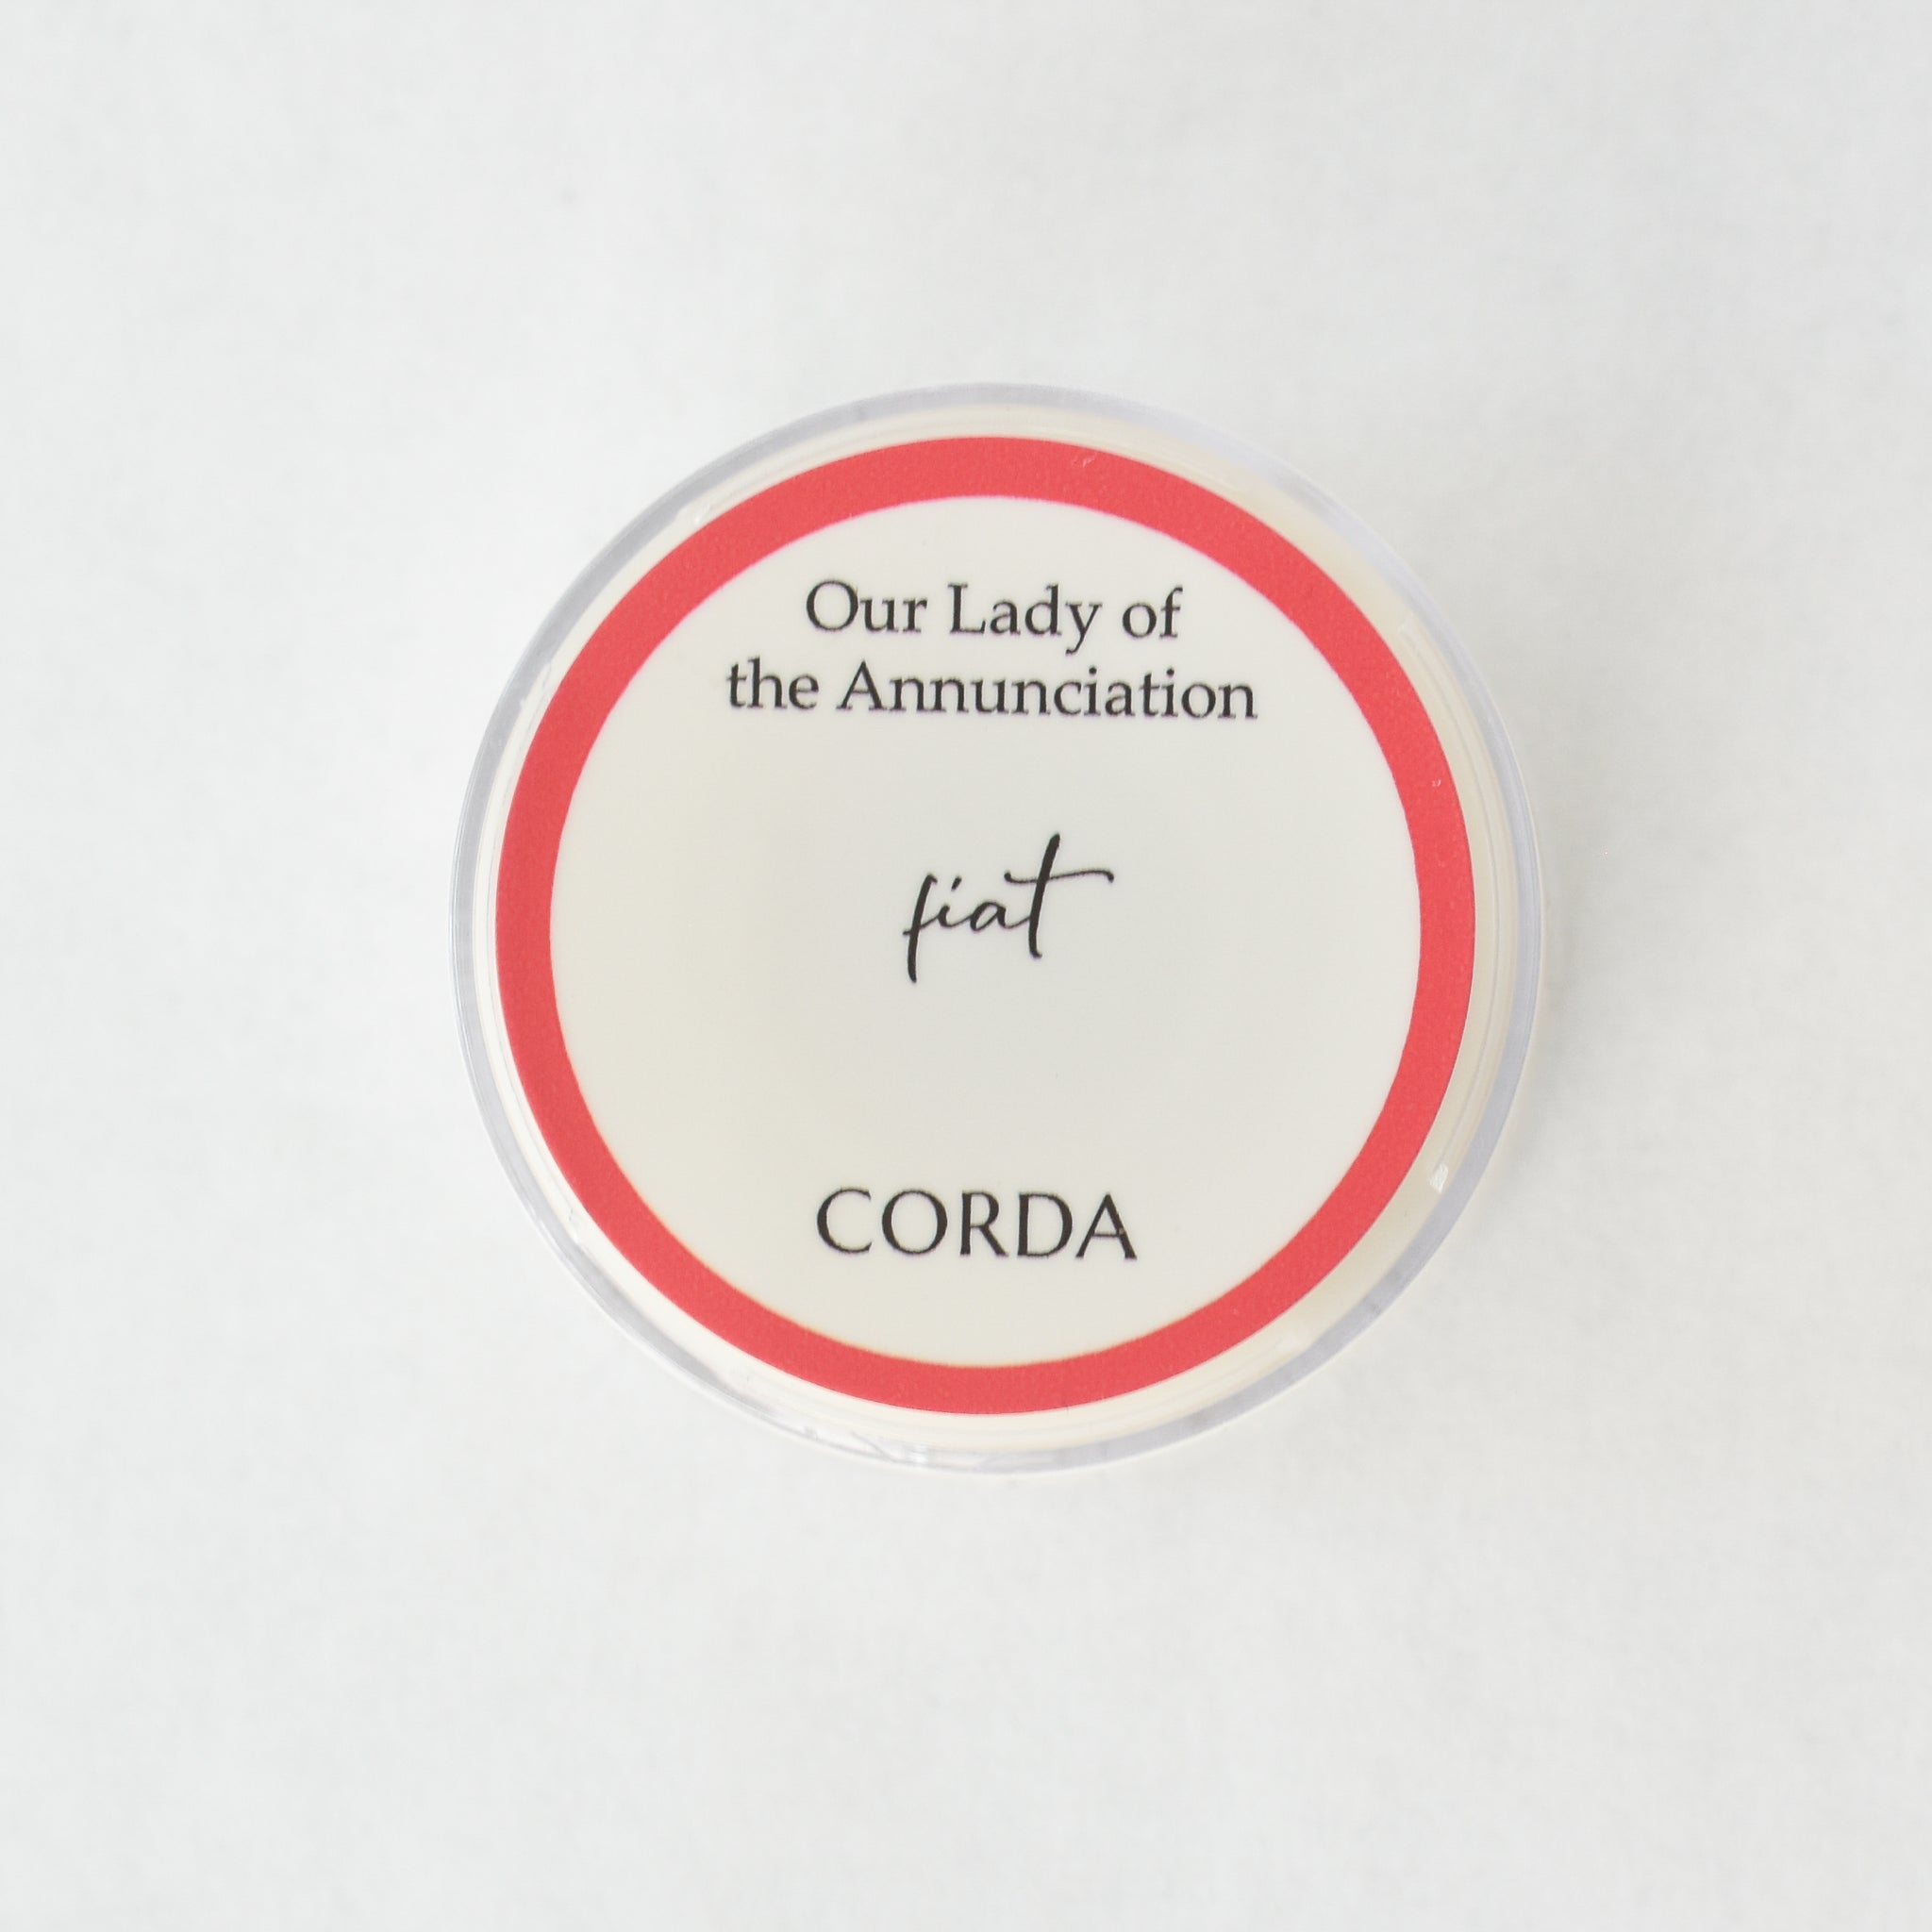 Our Lady of
the Annunciation
fiat
CORDA